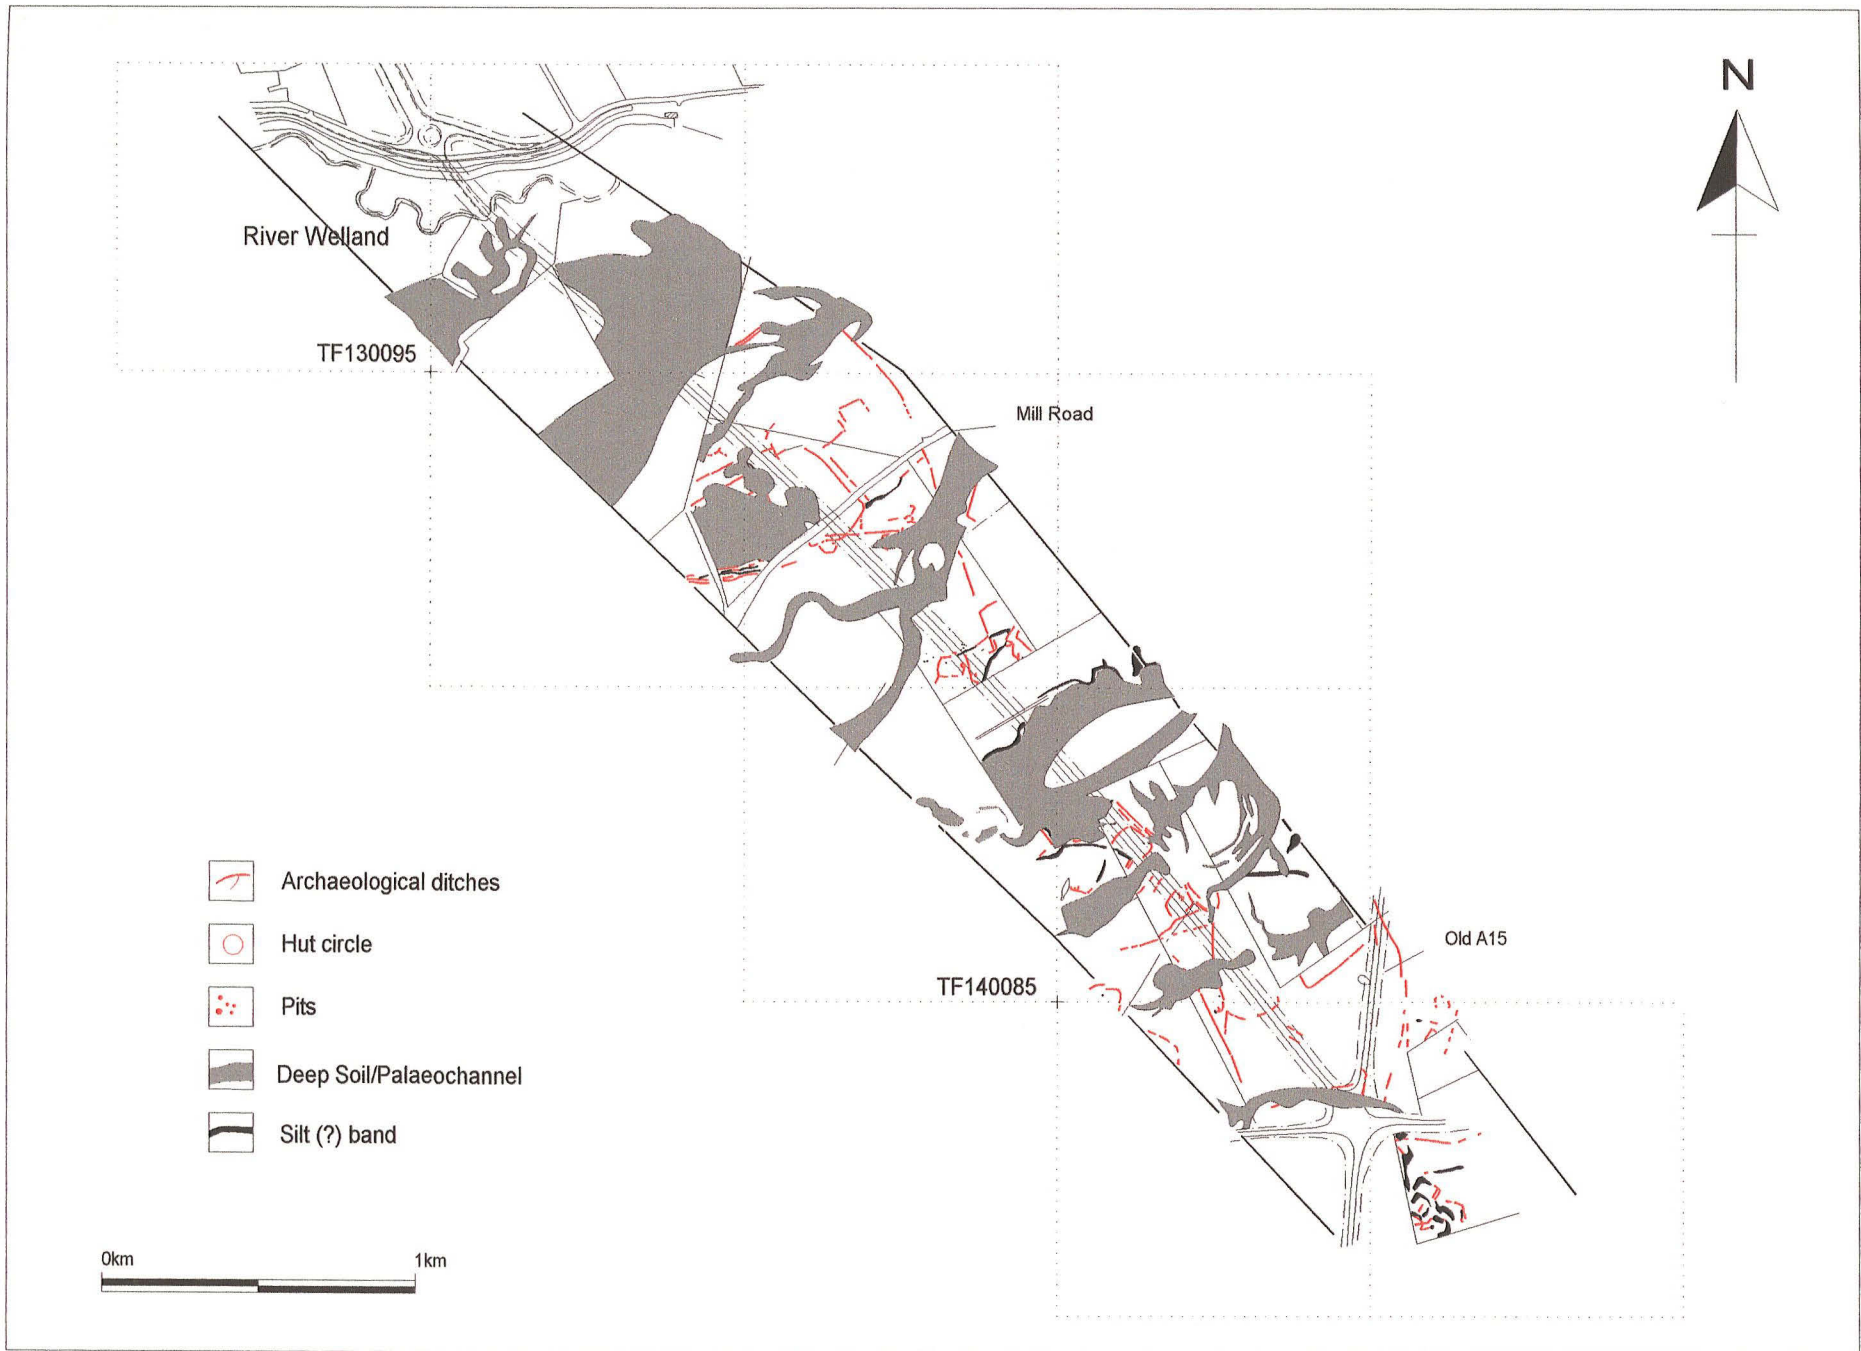 N
River Welland
TF130095
Mill Road
Old A15
TF140085
Archaeological ditches
Hut circle
Pits
Deep Soil/Palaeochannel
Silt (?) band
0km 1km